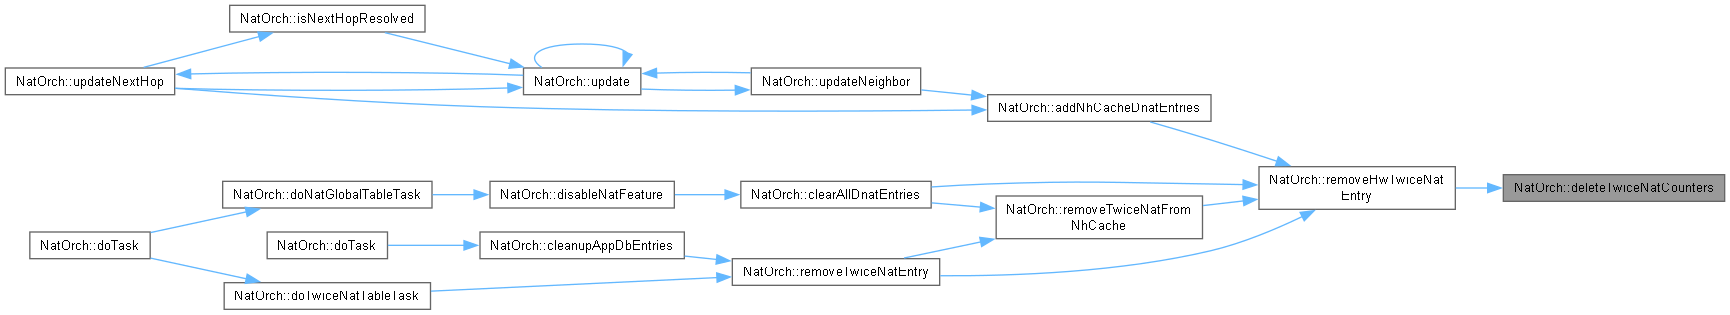 NatOrch::isNextHopResolved
NatOrch::updateNextHop
NatOrch::update
NatOrch::updateNeighbor
NatOrch::addNhCacheDnatEntries
NatOrch::removeHwTwiceNat
Entry
NatOrch::deleteTwiceNatCounters
NatOrch::doNatGlobalTableTask
NatOrch::disableNatFeature
NatOrch::clearAllDnatEntries
NatOrch::removeTwiceNatFrom
NhCache
NatOrch::doTask
NatOrch::doTask
NatOrch::cleanupAppDbEntries
NatOrch::removeTwiceNatEntry
NatOrch::doTwiceNatTableTask